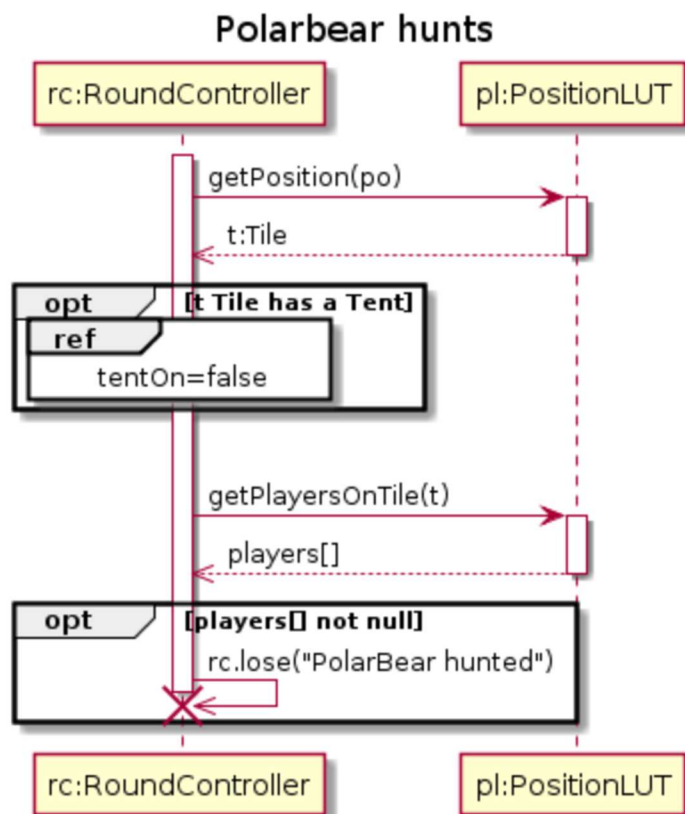 Polarbear hunts
rc:RoundController pl:PositionLUT
getPosition(po)
t:Tile
opt [t Tile has a Tent]
ref
tentOn=false
getPlayersOnTile(t)
players[]
opt [players[] not null]
rc.lose("PolarBear hunted")
rc:RoundController pl:PositionLUT